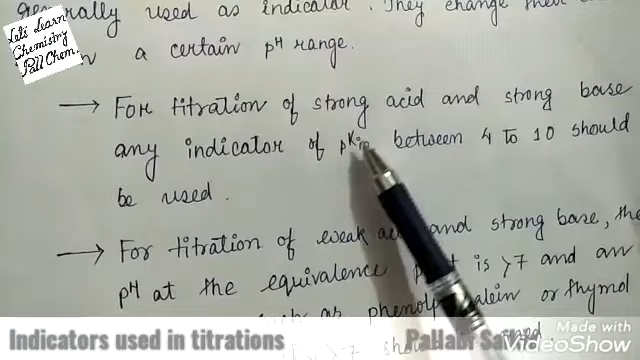 generally used as indicator. They change their
a certain pH range.
Let's Learn
Chemistry
Pall Chem.
→ For titration of strong acid and strong base
any indicator of pKin between 4 to 10 should
be used.
→ For titration of weak and strong base, the
pH at the equivalence is >7 and an
as or thymol
>7
Indicators used in titrations
Made with
VideoShow